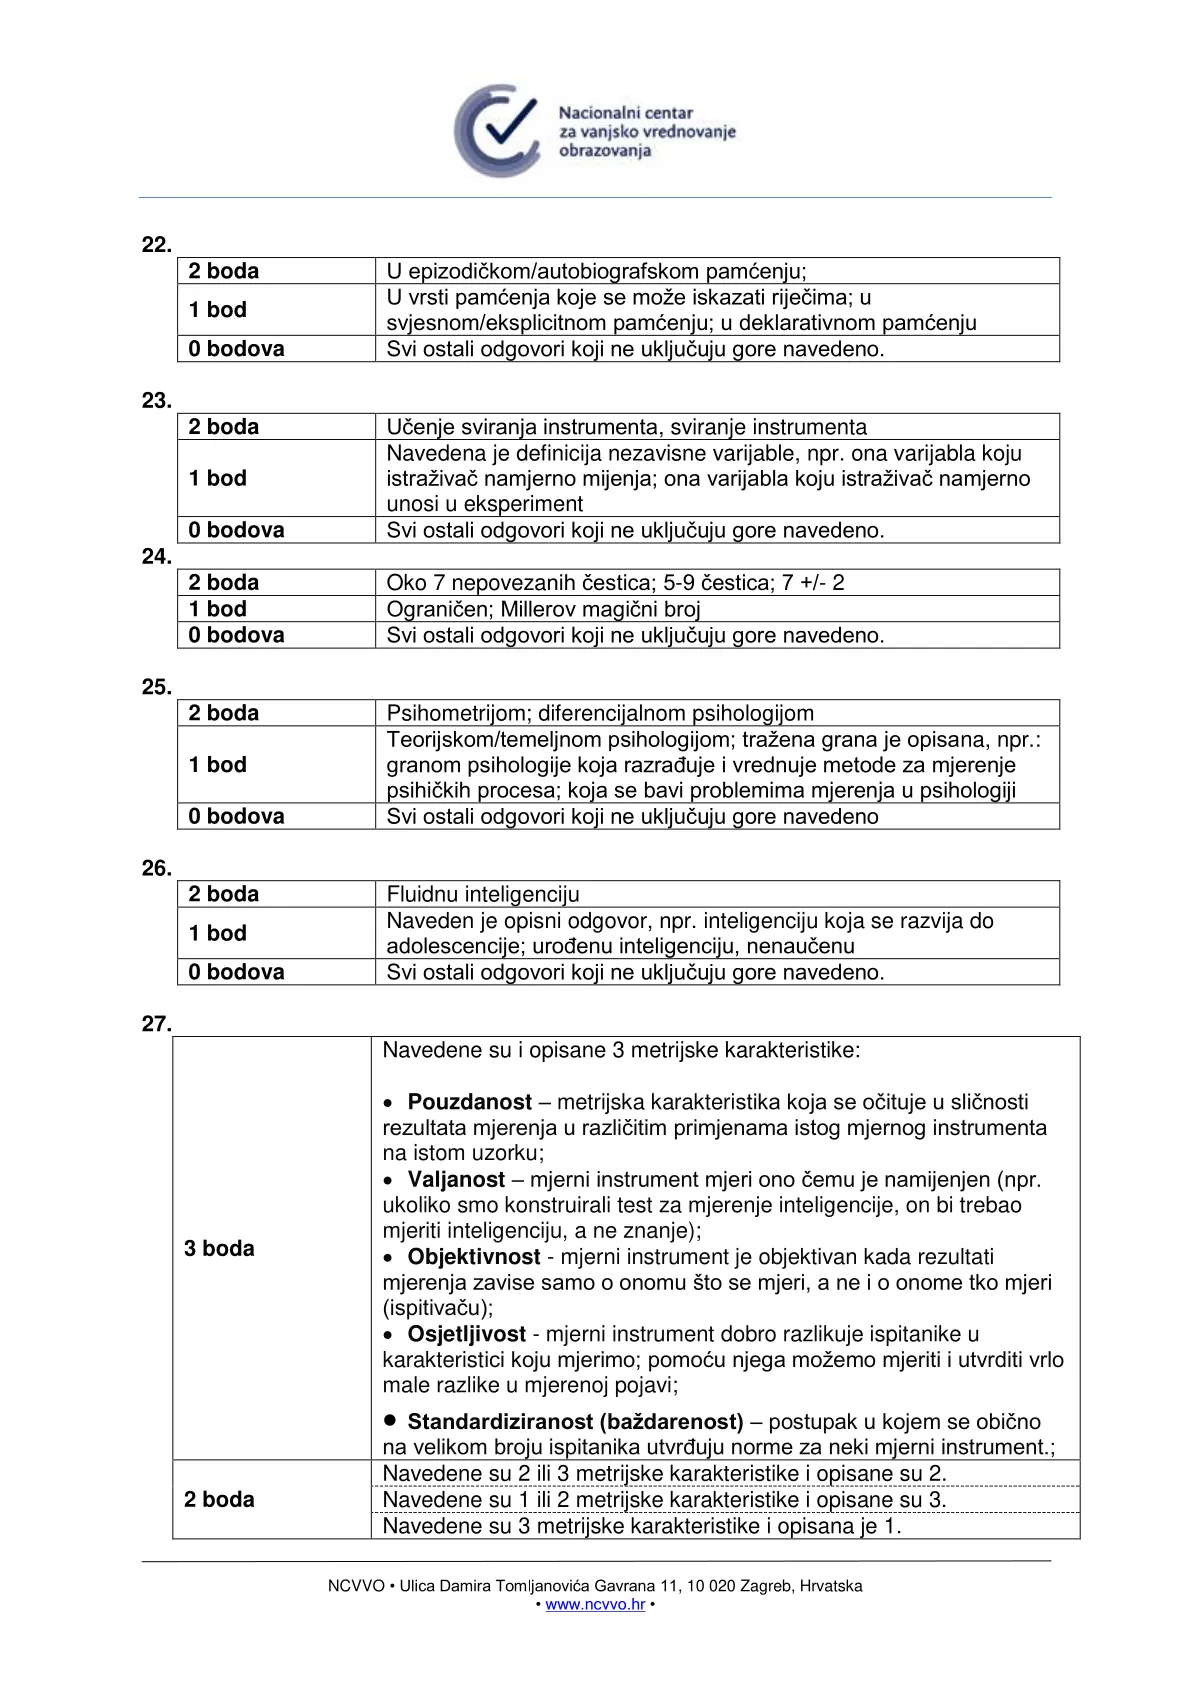 Nacionalni centar
za vanjsko vrednovanje
obrazovanja
22.
2 boda U epizodičkom/autobiografskom pamćenju;
1 bod U vrsti pamćenja koje se može iskazati riječima; u
svjesnom/eksplicitnom pamćenju; u deklarativnom pamćenju
0 bodova Svi ostali odgovori koji ne uključuju gore navedeno.
23.
2 boda Učenje sviranja instrumenta, sviranje instrumenta
1 bod Navedena je definicija nezavisne varijable, npr. ona varijabla koju
istraživač namjerno mijenja; ona varijabla koju istraživač namjerno
unosi u eksperiment
0 bodova Svi ostali odgovori koji ne uključuju gore navedeno.
24.
2 boda Oko 7 nepovezanih čestica; 5-9 čestica; 7 +/- 2
1 bod Ograničen; Millerov magični broj
0 bodova Svi ostali odgovori koji ne uključuju gore navedeno.
25.
2 boda Psihometrijom; diferencijalnom psihologijom
1 bod Teorijskom/temeljnom psihologijom; tražena grana je opisana, npr.:
granom psihologije koja razrađuje i vrednuje metode za mjerenje
psihičkih procesa; koja se bavi problemima mjerenja u psihologiji
0 bodova Svi ostali odgovori koji ne uključuju gore navedeno
26.
2 boda Fluidnu inteligenciju
1 bod Naveden je opisni odgovor, npr. inteligenciju koja se razvija do
adolescencije; urođenu inteligenciju, nenaučenu
0 bodova Svi ostali odgovori koji ne uključuju gore navedeno.
27.
3 boda Navedene su i opisane 3 metrijske karakteristike:
• Pouzdanost – metrijska karakteristika koja se očituje u sličnosti
rezultata mjerenja u različitim primjenama istog mjernog instrumenta
na istom uzorku;
• Valjanost – mjerni instrument mjeri ono čemu je namijenjen (npr.
ukoliko smo konstruirali test za mjerenje inteligencije, on bi trebao
mjeriti inteligenciju, a ne znanje);
• Objektivnost - mjerni instrument je objektivan kada rezultati
mjerenja zavise samo o onomu što se mjeri, a ne i o onome tko mjeri
(ispitivaču);
• Osjetljivost - mjerni instrument dobro razlikuje ispitanike u
karakteristici koju mjerimo; pomoću njega možemo mjeriti i utvrditi vrlo
male razlike u mjerenoj pojavi;
• Standardiziranost (baždarenost) – postupak u kojem se obično
na velikom broju ispitanika utvrđuju norme za neki mjerni instrument.;
2 boda Navedene su 2 ili 3 metrijske karakteristike i opisane su 2.
Navedene su 1 ili 2 metrijske karakteristike i opisane su 3.
Navedene su 3 metrijske karakteristike i opisana je 1.
NCVVO • Ulica Damira Tomljanovića Gavrana 11, 10 020 Zagreb, Hrvatska
• www.ncvvo.hr •